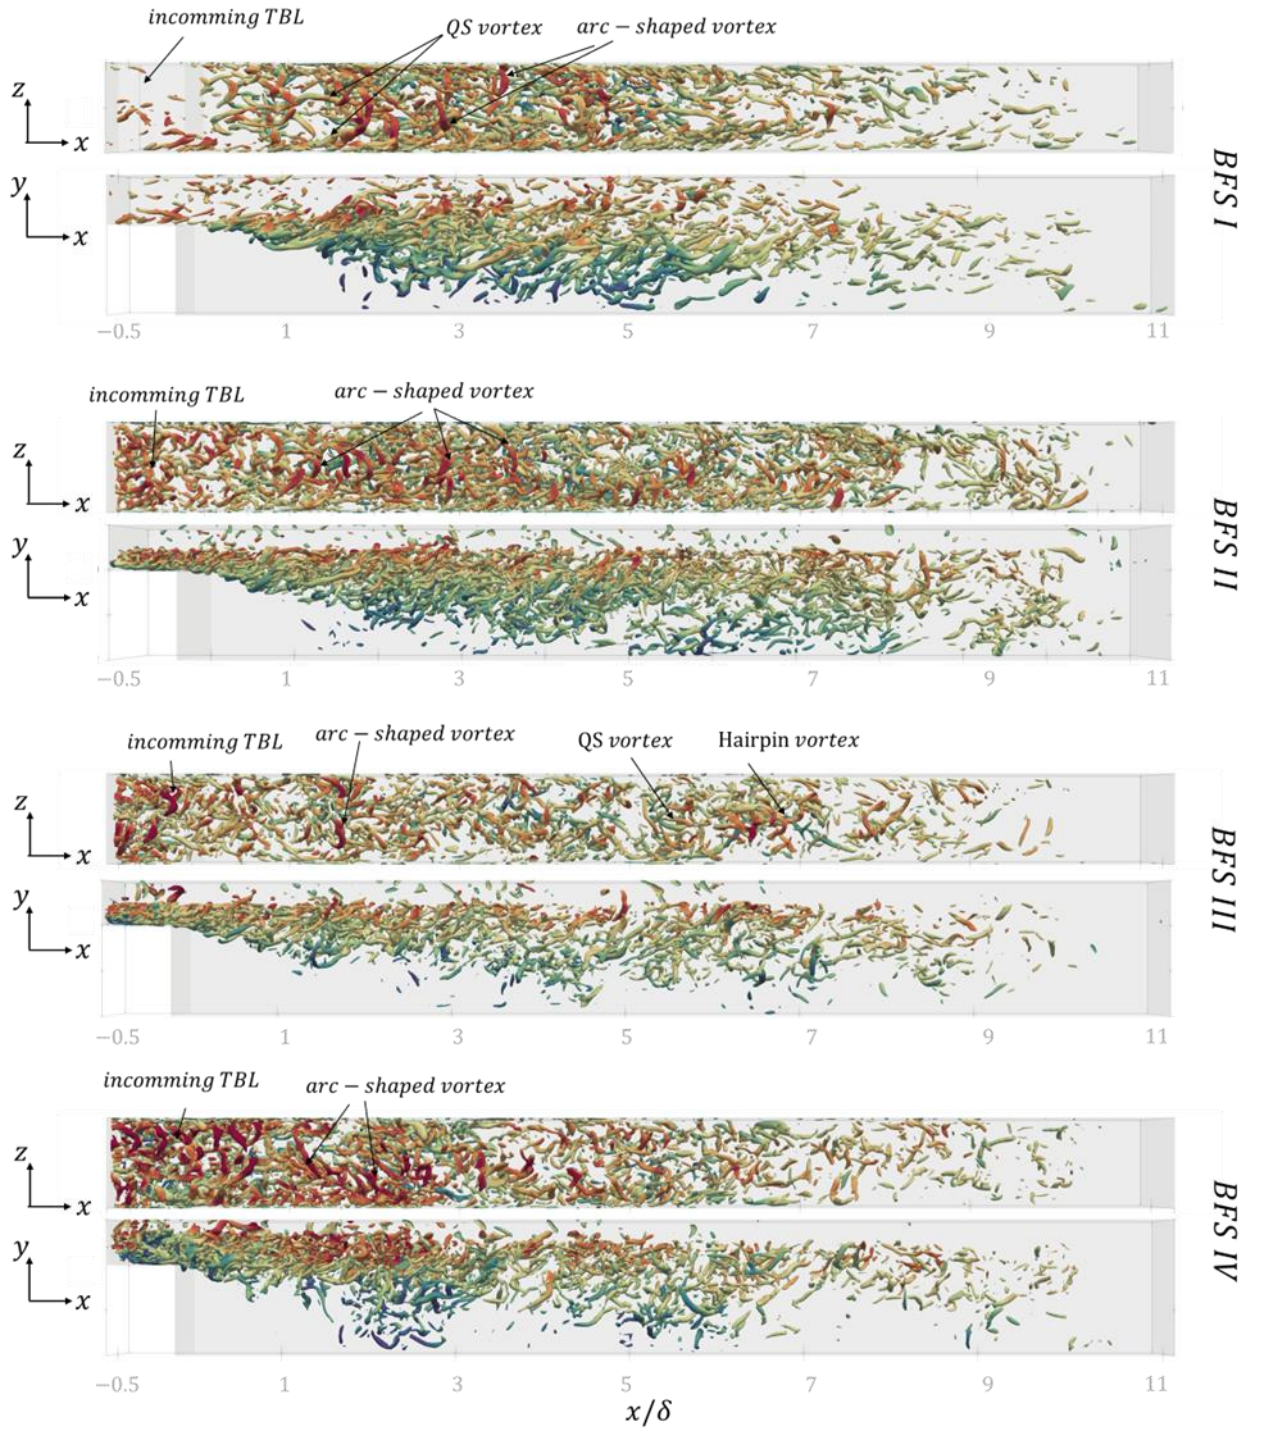 incomming TBL
QS vortex
arc − shaped vortex
z
x
y
x
BFS I
−0.5 1 3 5 7 9 11
incomming TBL
arc − shaped vortex
z
x
y
x
BFS II
−0.5 1 3 5 7 9 11
incomming TBL
arc − shaped vortex
QS vortex
Hairpin vortex
z
x
y
x
BFS III
−0.5 1 3 5 7 9 11
incomming TBL
arc − shaped vortex
z
x
y
x
BFS IV
−0.5 1 3 5 7 9 11
x/δ